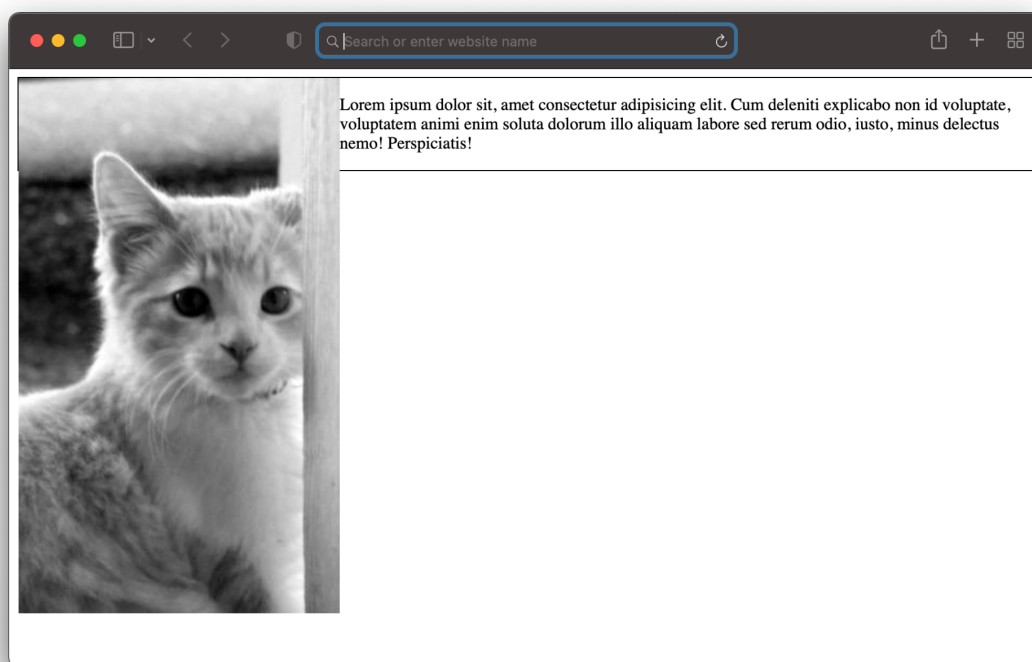 Search or enter website name
Lorem ipsum dolor sit, amet consectetur adipisicing elit. Cum deleniti explicabo non id voluptate,
voluptatem animi enim soluta dolorum illo aliquam labore sed rerum odio, iusto, minus delectus
nemo! Perspiciatis!